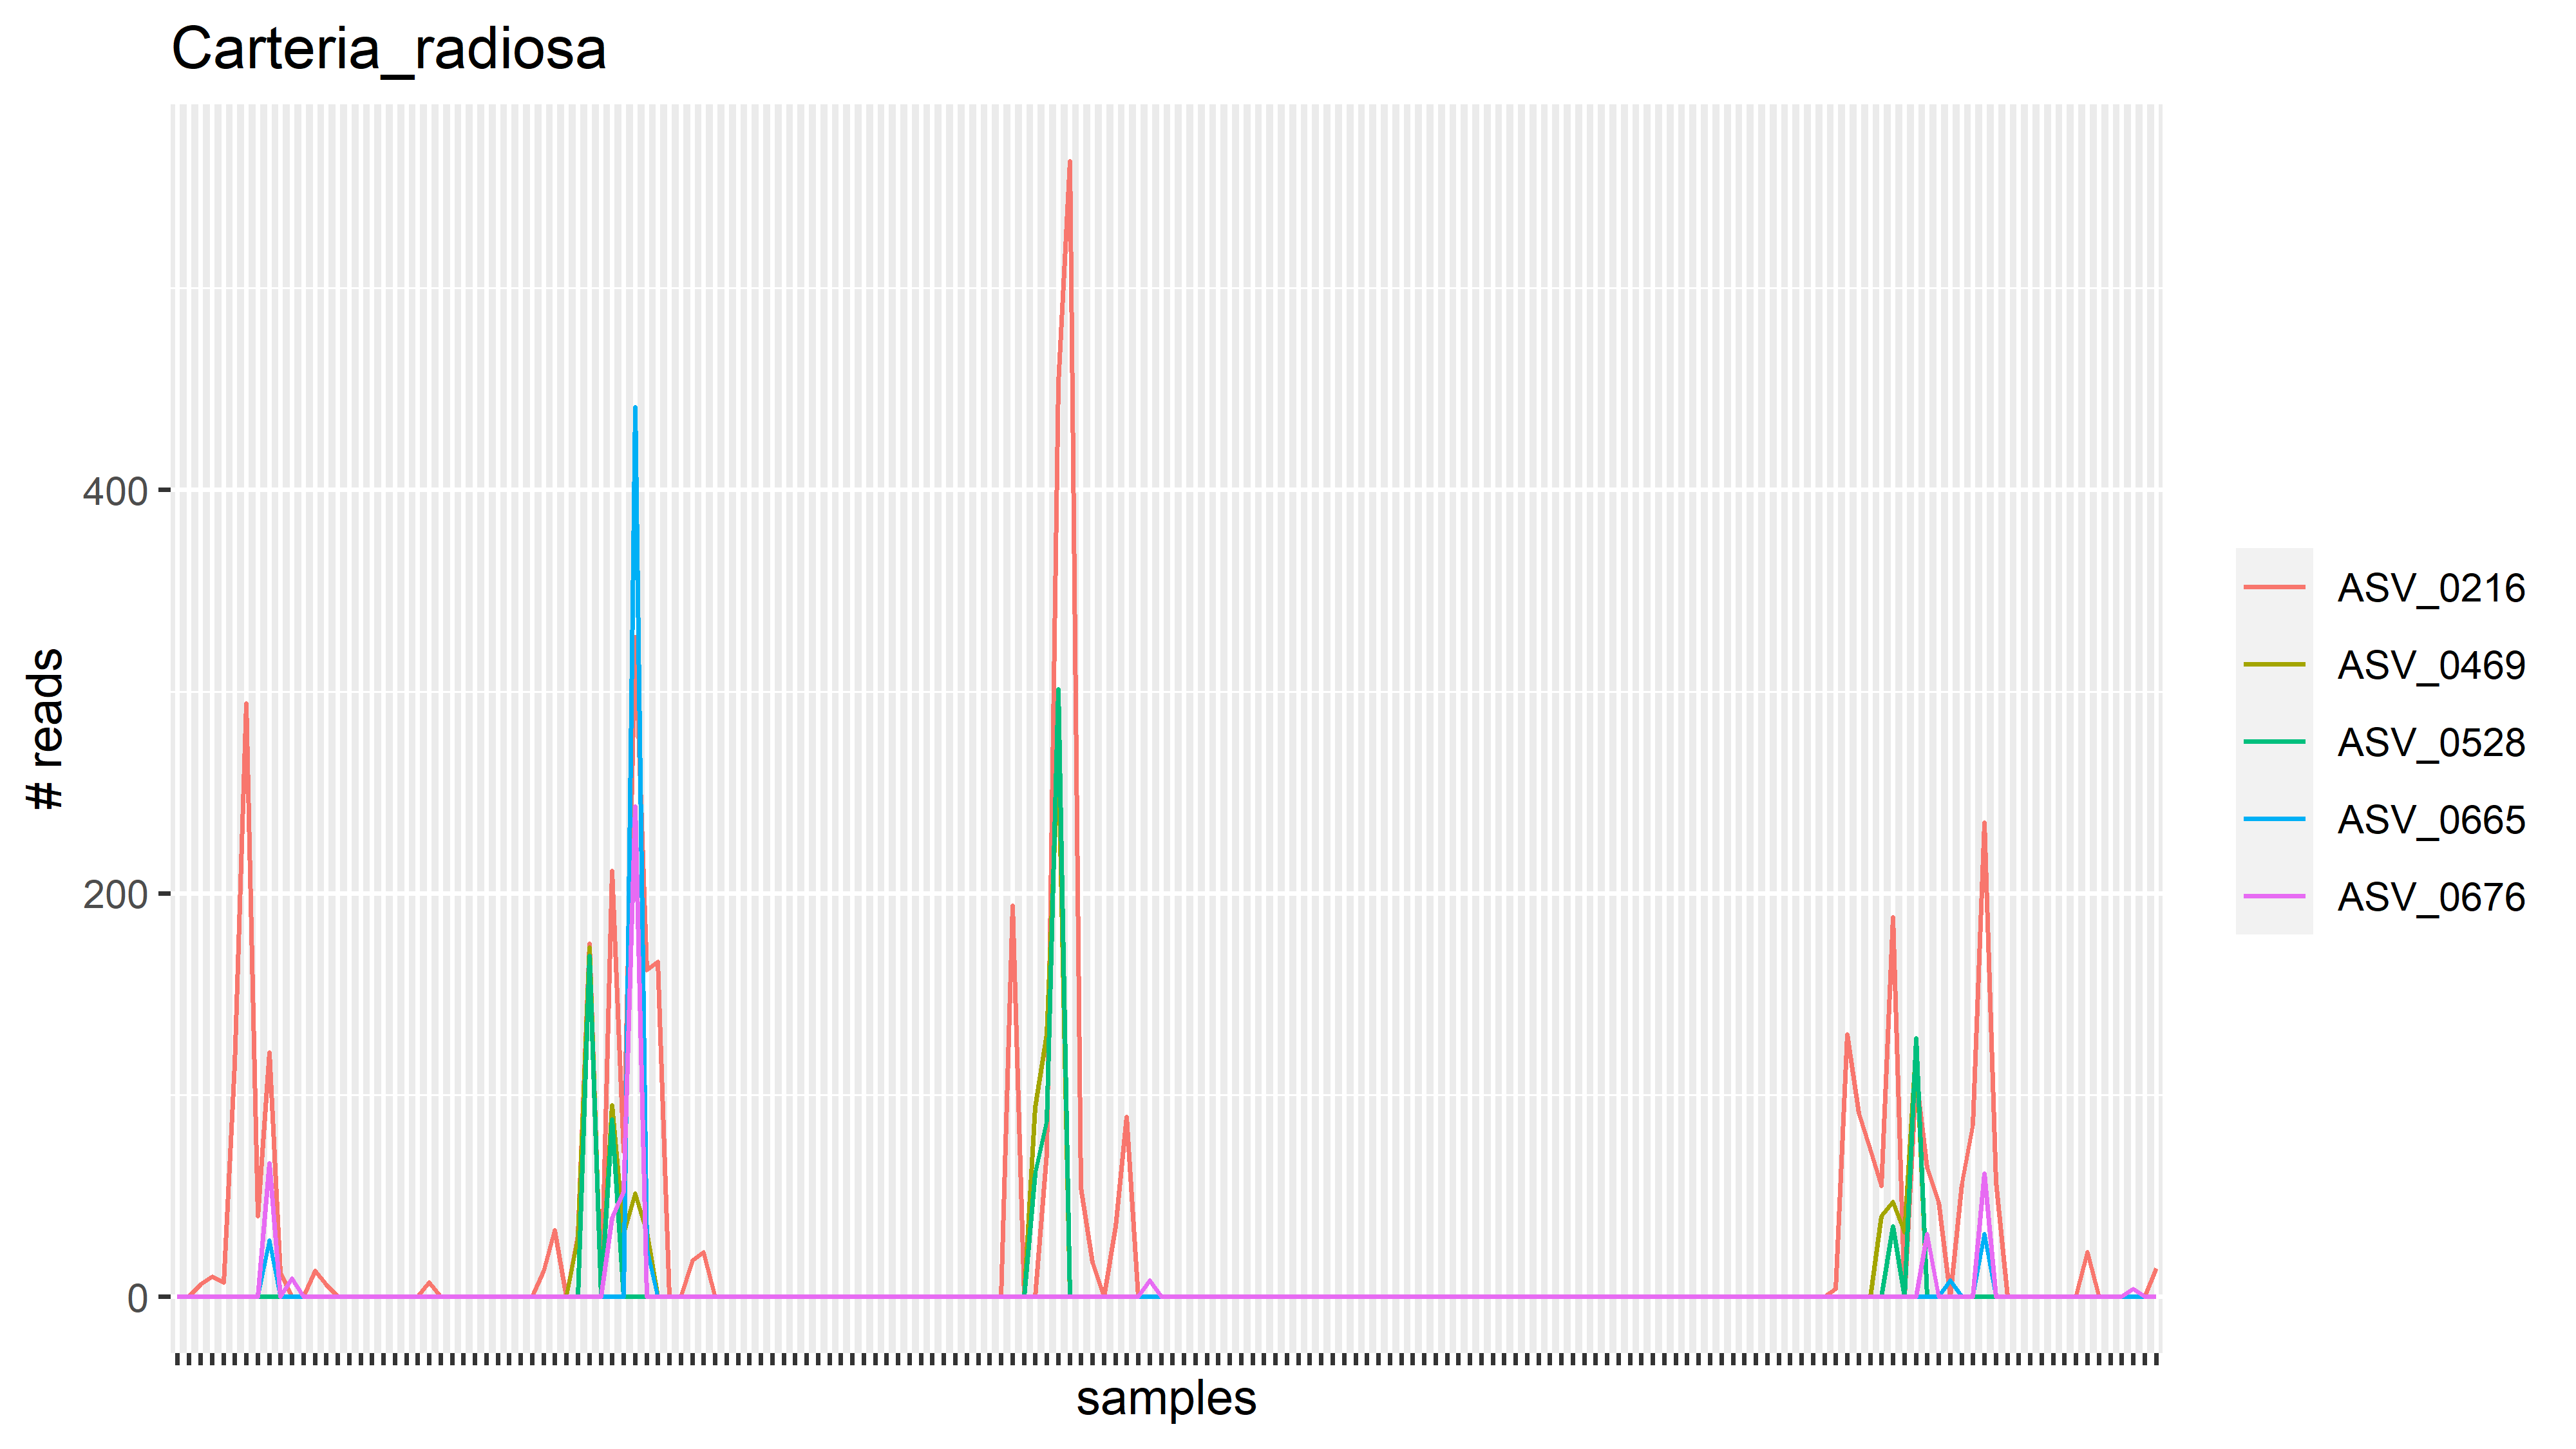 Carteria_radiosa
# reads
400
200
0
samples
ASV_0216
ASV_0469
ASV_0528
ASV_0665
ASV_0676